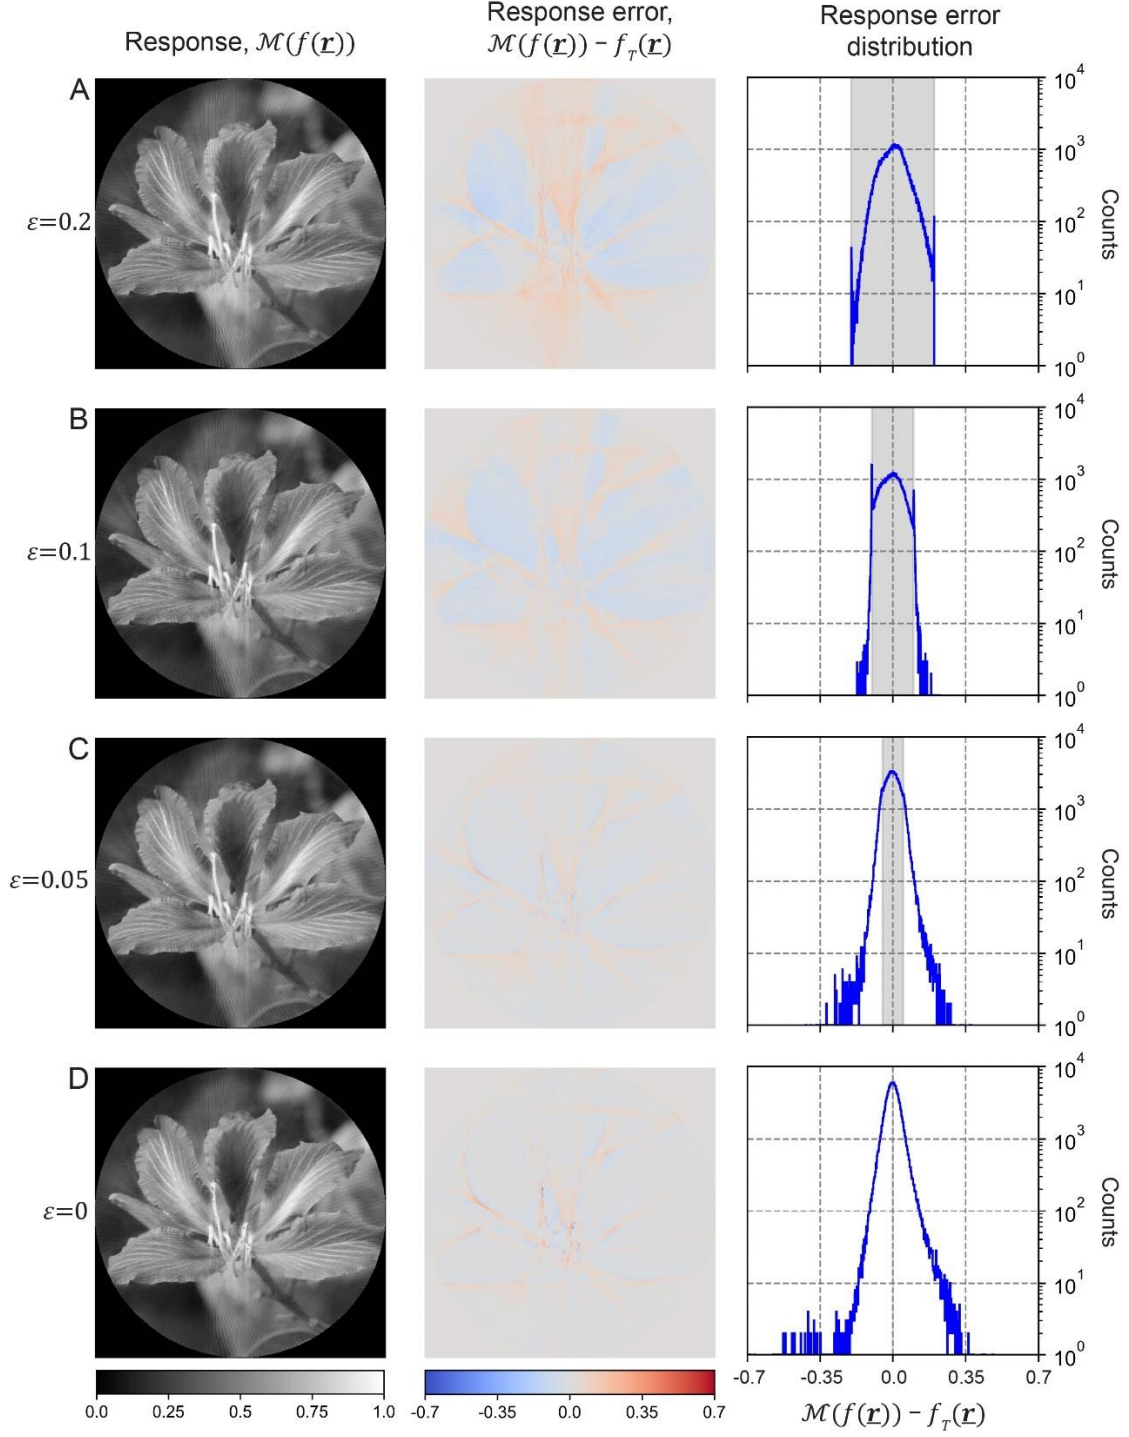 Response, ℳ(f(r))
Response error,
ℳ(f(r)) − f_T(r)
Response error
distribution
A
ε=0.2
10^4
10^3
10^2
10^1
10^0
Counts
B
ε=0.1
10^4
10^3
10^2
10^1
10^0
Counts
C
ε=0.05
10^4
10^3
10^2
10^1
10^0
Counts
D
ε=0
10^4
10^3
10^2
10^1
10^0
Counts
0.0 0.25 0.5 0.75 1.0
-0.7 -0.35 0.0 0.35 0.7
-0.7 -0.35 0.0 0.35 0.7
ℳ(f(r)) − f_T(r)